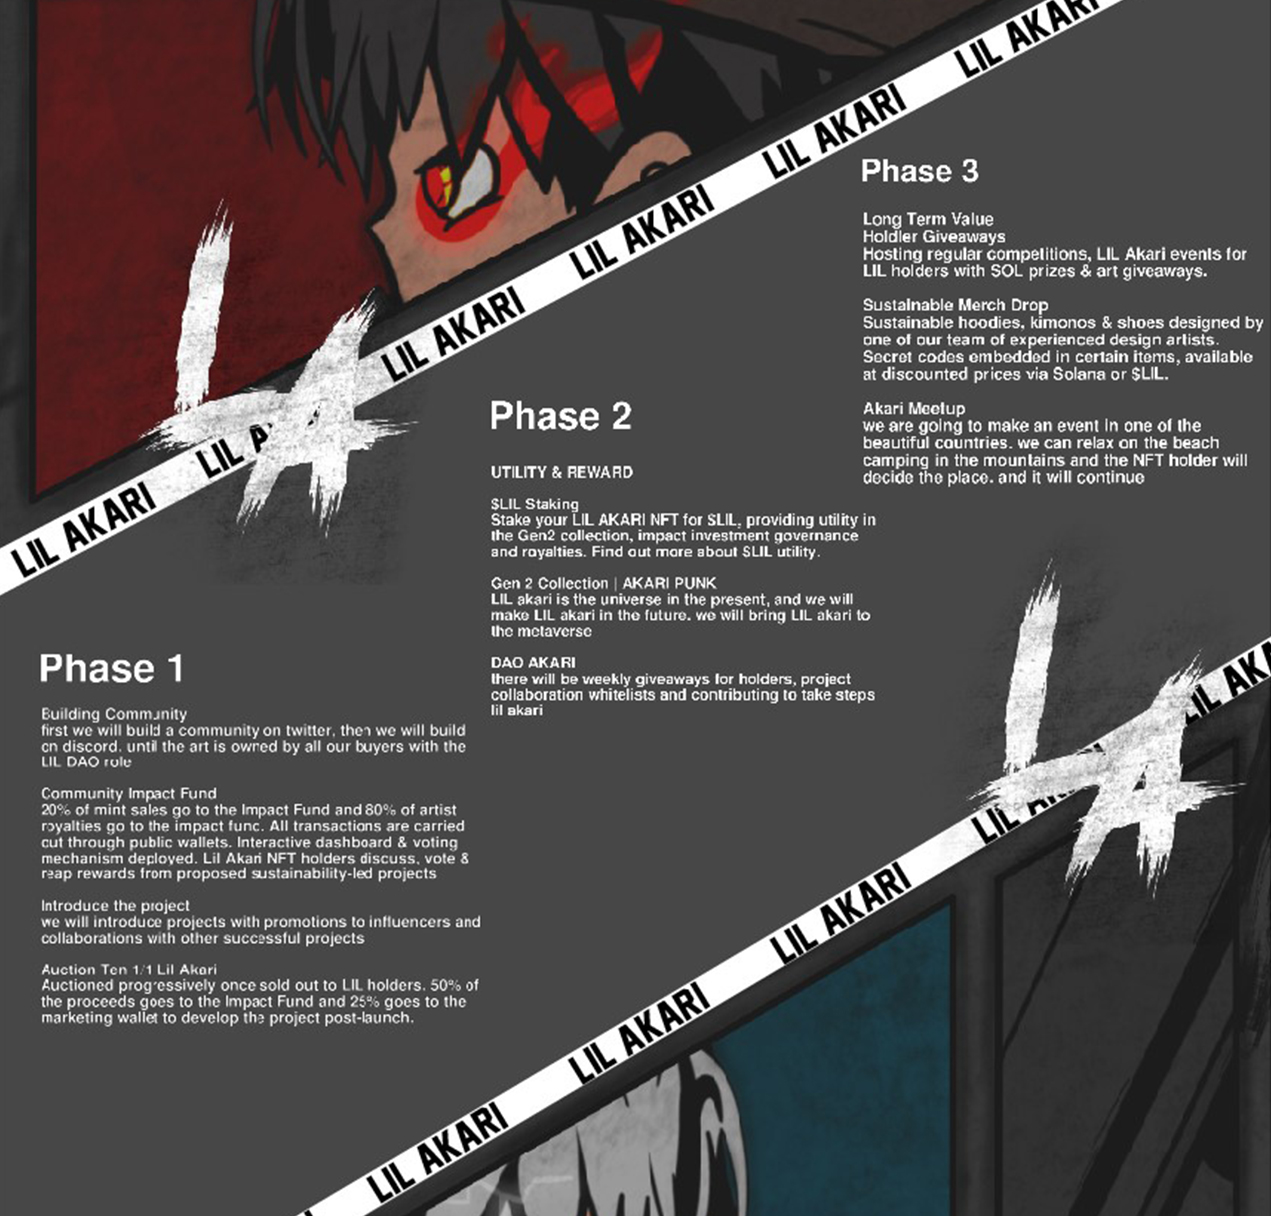 LIL AKARI
LIL AKARI
LIL AKARI
LIL AKARI
LIL AKARI
LIL A
LIL AKARI
LA
Phase 1
Building Community
first we will build a community on twitter, then we will build
on discord. until the art is owned by all our buyers with the
LIL DAO role
Community Impact Fund
20% of mint sales go to the Impact Fund and 80% of artist
royalties go to the impact func. All transactions are carried
out through public wallets. Interactive dashboard & voting
mechanism deployed. Lil Akari NFT holders discuss, vote &
reap rewards from proposed sustainability-led projects
Introduce the project
we will introduce projects with promotions to influencers and
collaborations with other successful projects
Auction Ten 1/1 Lil Akari
Auctioned progressively once sold out to LIL holders. 50% of
the proceeds goes to the Impact Fund and 25% goes to the
marketing wallet to develop the project post-launch.
Phase 2
UTILITY & REWARD
$LIL Staking
Stake your LIL AKARI NFT for $LIL, providing utility in
the Gen2 collection, impact investment governance
and royalties. Find out more about $LIL utility.
Gen 2 Collection | AKARI PUNK
LIL akari is the universe in the present, and we will
make LIL akari in the future. we will bring LIL akari to
the metaverse
DAO AKARI
there will be weekly giveaways for holders, project
collaboration whitelists and contributing to take steps
lil akari
Phase 3
Long Term Value
Holdler Giveaways
Hosting regular competitions, LIL Akari events for
LIL holders with SOL prizes & art giveaways.
Sustainable Merch Drop
Sustainable hoodies, kimonos & shoes designed by
one of our team of experienced design artists.
Secret codes embedded in certain items, available
at discounted prices via Solana or $LIL.
Akari Meetup
we are going to make an event in one of the
beautiful countries. we can relax on the beach
camping in the mountains and the NFT holder will
decide the place. and it will continue
LA
LIL AKA
LIL AK
LIL AKARI
LIL AKARI
LIL AKARI